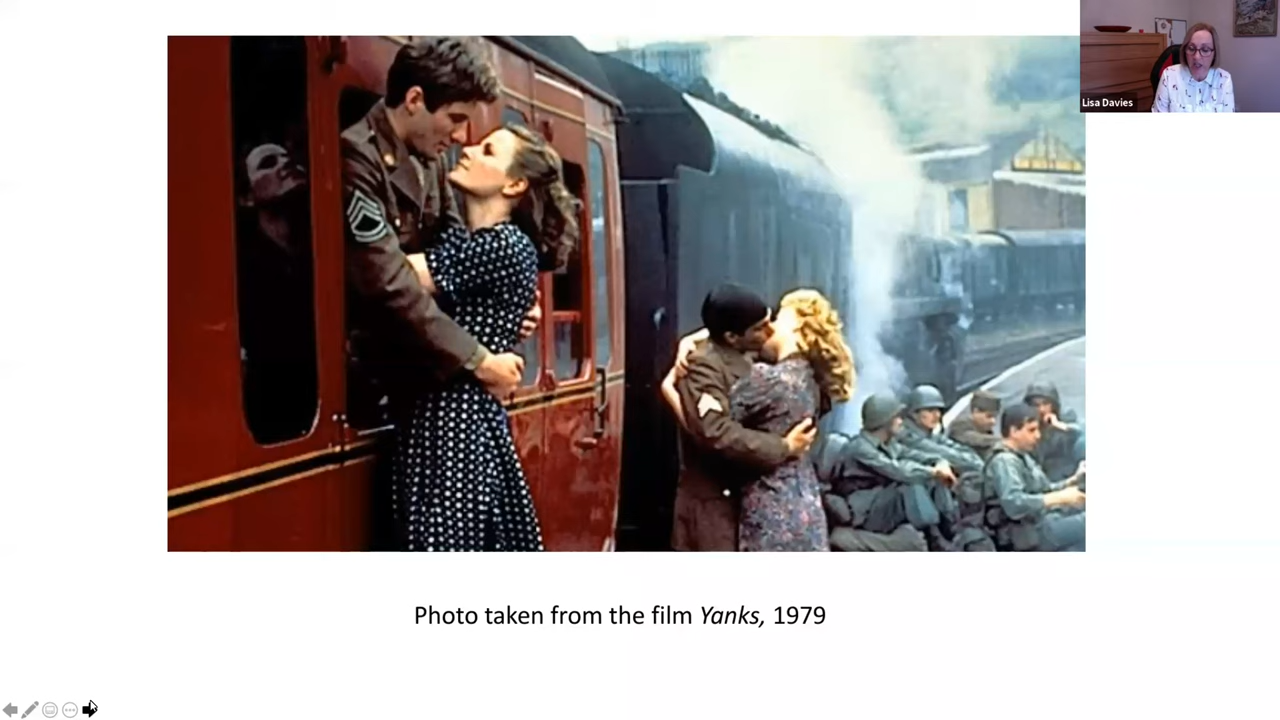 Lisa Davies
Photo taken from the film Yanks, 1979